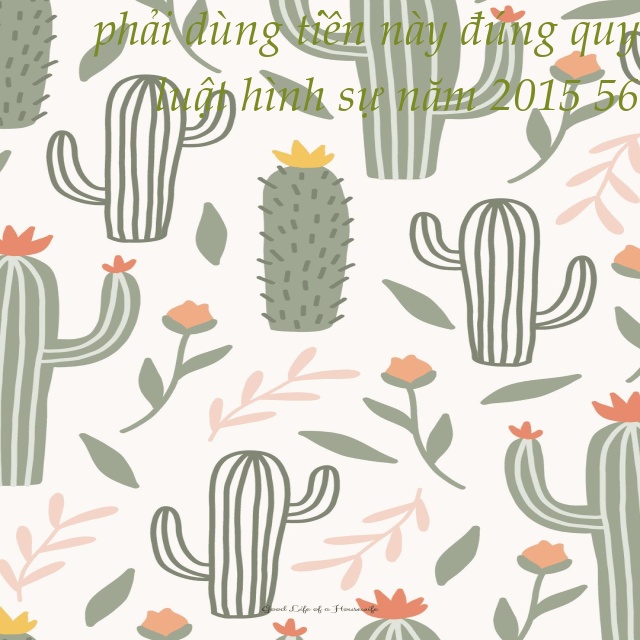 phải dùng tiền này đúng quy
luật hình sự năm 2015 56
Good Life of a Housewife